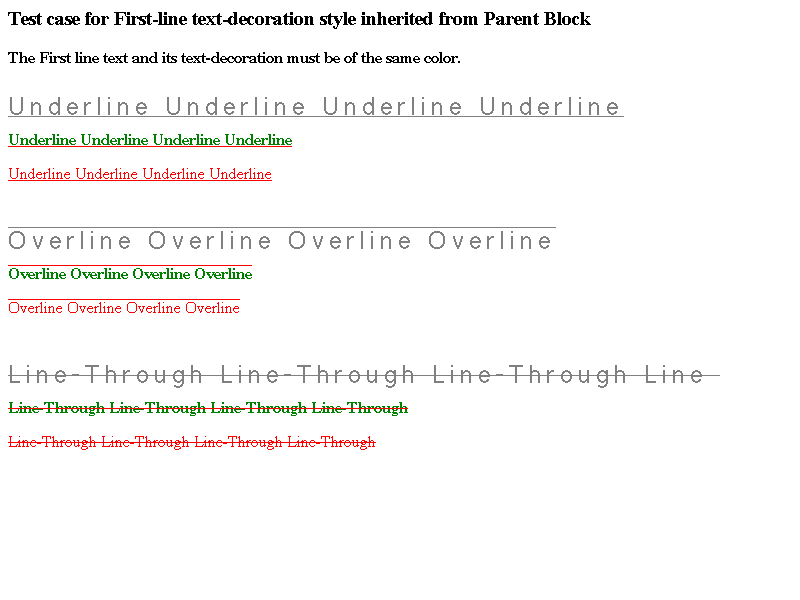 Test case for First-line text-decoration style inherited from Parent Block
The First line text and its text-decoration must be of the same color.
Underline Underline Underline Underline
Underline Underline Underline Underline
Underline Underline Underline Underline
Overline Overline Overline Overline
Overline Overline Overline Overline
Overline Overline Overline Overline
Line-Through Line-Through Line-Through Line
Line-Through Line-Through Line-Through Line-Through
Line-Through Line-Through Line-Through Line-Through